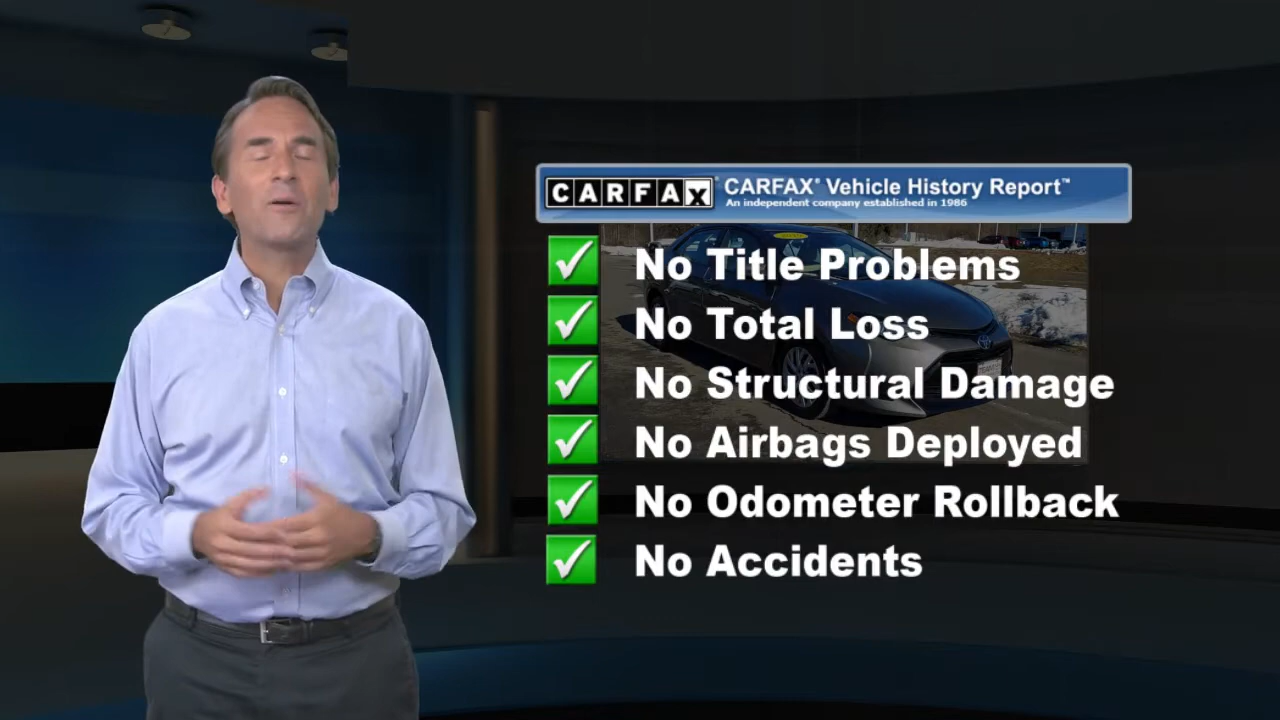 CARFAX® CARFAX® Vehicle History Report™
An independent company established in 1986
No Title Problems
No Total Loss
No Structural Damage
No Airbags Deployed
No Odometer Rollback
No Accidents